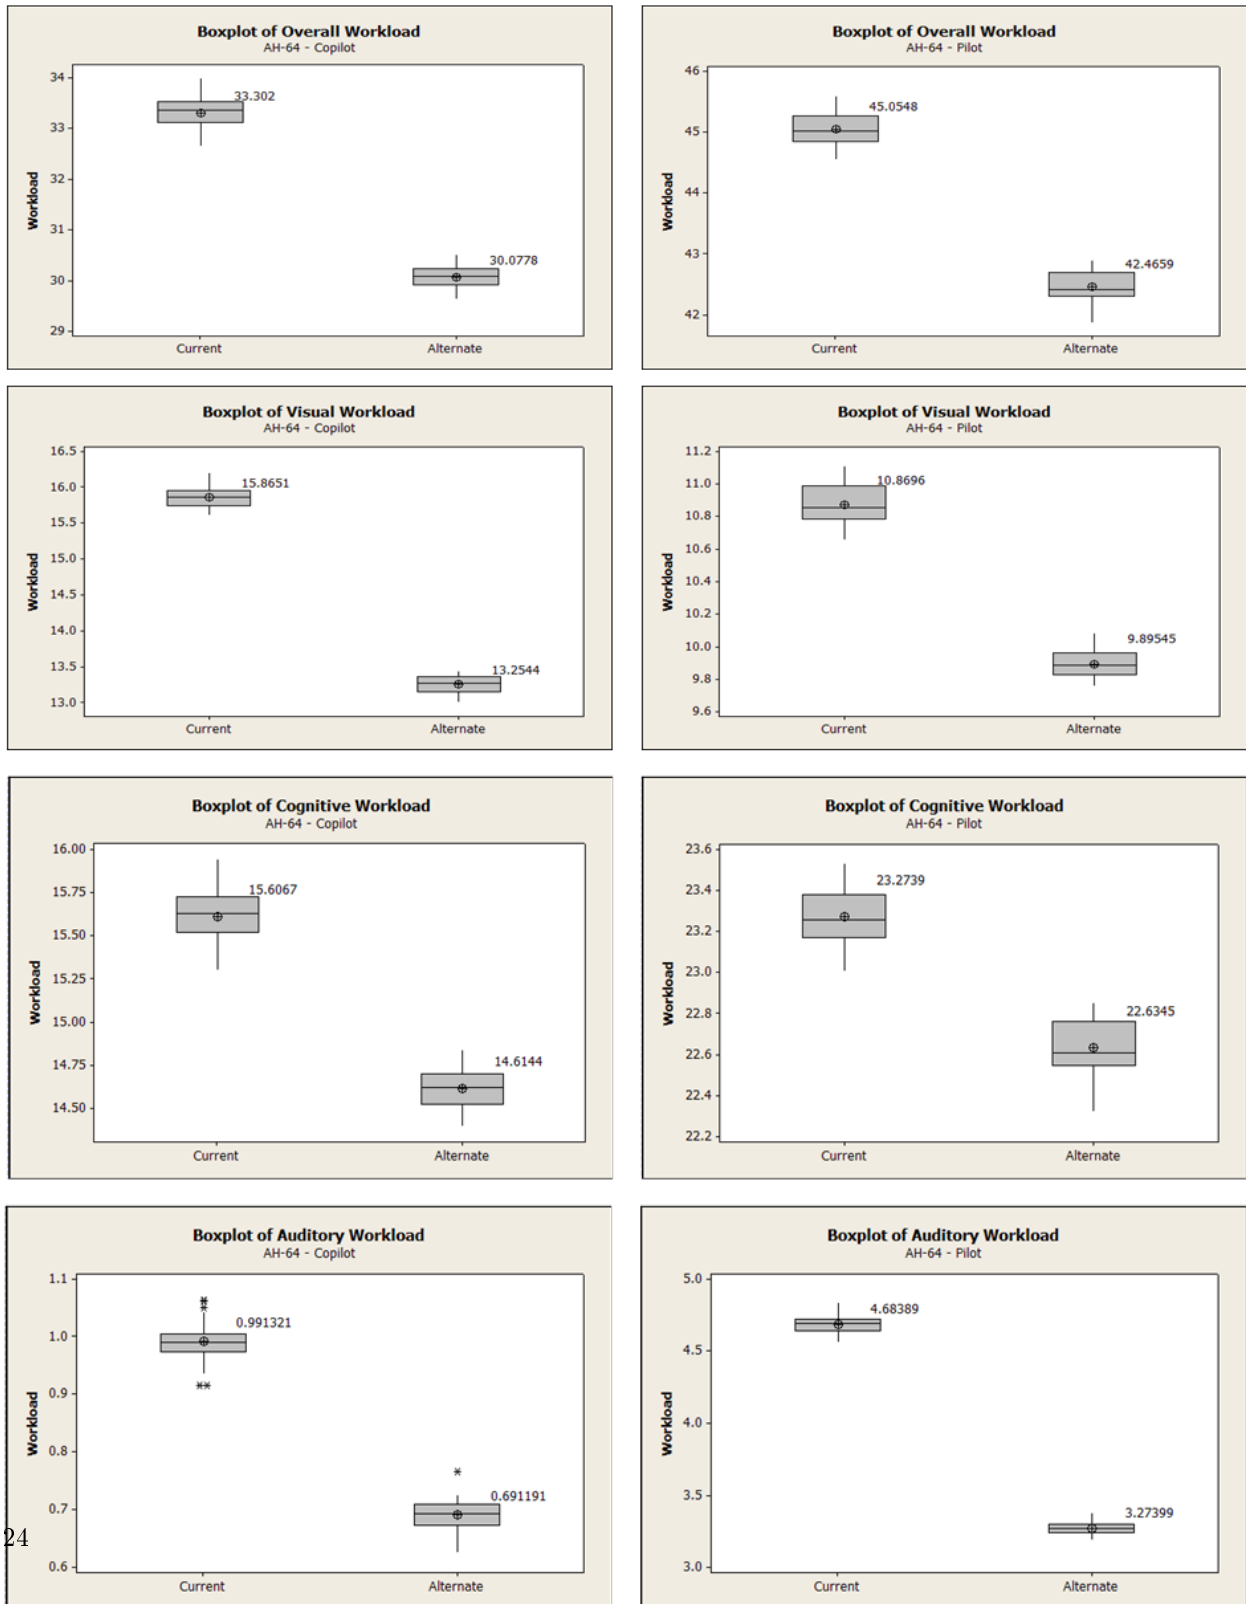 Boxplot of Overall Workload
AH-64 - Copilot
34
33
32
31
30
29
Workload
33.302
30.0778
Current Alternate
Boxplot of Overall Workload
AH-64 - Pilot
46
45
44
43
42
Workload
45.0548
42.4659
Current Alternate
Boxplot of Visual Workload
AH-64 - Copilot
16.5
16.0
15.5
15.0
14.5
14.0
13.5
13.0
Workload
15.8651
13.2544
Current Alternate
Boxplot of Visual Workload
AH-64 - Pilot
11.2
11.0
10.8
10.6
10.4
10.2
10.0
9.8
9.6
Workload
10.8696
9.89545
Current Alternate
Boxplot of Cognitive Workload
AH-64 - Copilot
16.00
15.75
15.50
15.25
15.00
14.75
14.50
Workload
15.6067
14.6144
Current Alternate
Boxplot of Cognitive Workload
AH-64 - Pilot
23.6
23.4
23.2
23.0
22.8
22.6
22.4
22.2
Workload
23.2739
22.6345
Current Alternate
Boxplot of Auditory Workload
AH-64 - Copilot
1.1
1.0
0.9
0.8
0.7
0.6
Workload
0.991321
0.691191
Current Alternate
Boxplot of Auditory Workload
AH-64 - Pilot
5.0
4.5
4.0
3.5
3.0
Workload
4.68389
3.27399
Current Alternate
24